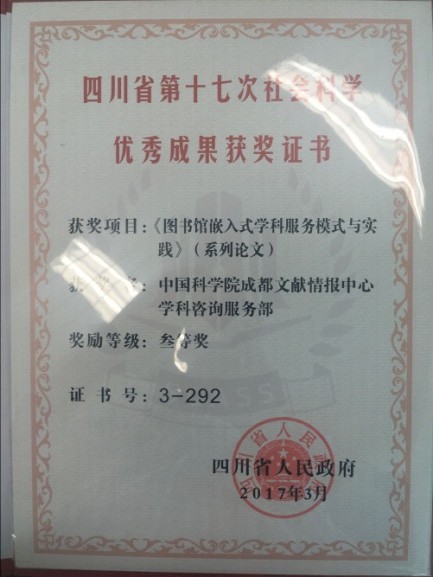 四川省第十七次社会科学
优秀成果获奖证书
获奖项目：《图书馆嵌入式学科服务模式与实
践》（系列论文）
获奖者：中国科学院成都文献情报中心
学科咨询服务部
奖励等级：叁等奖
证书号：3-292
四川省人民政府
2017年3月